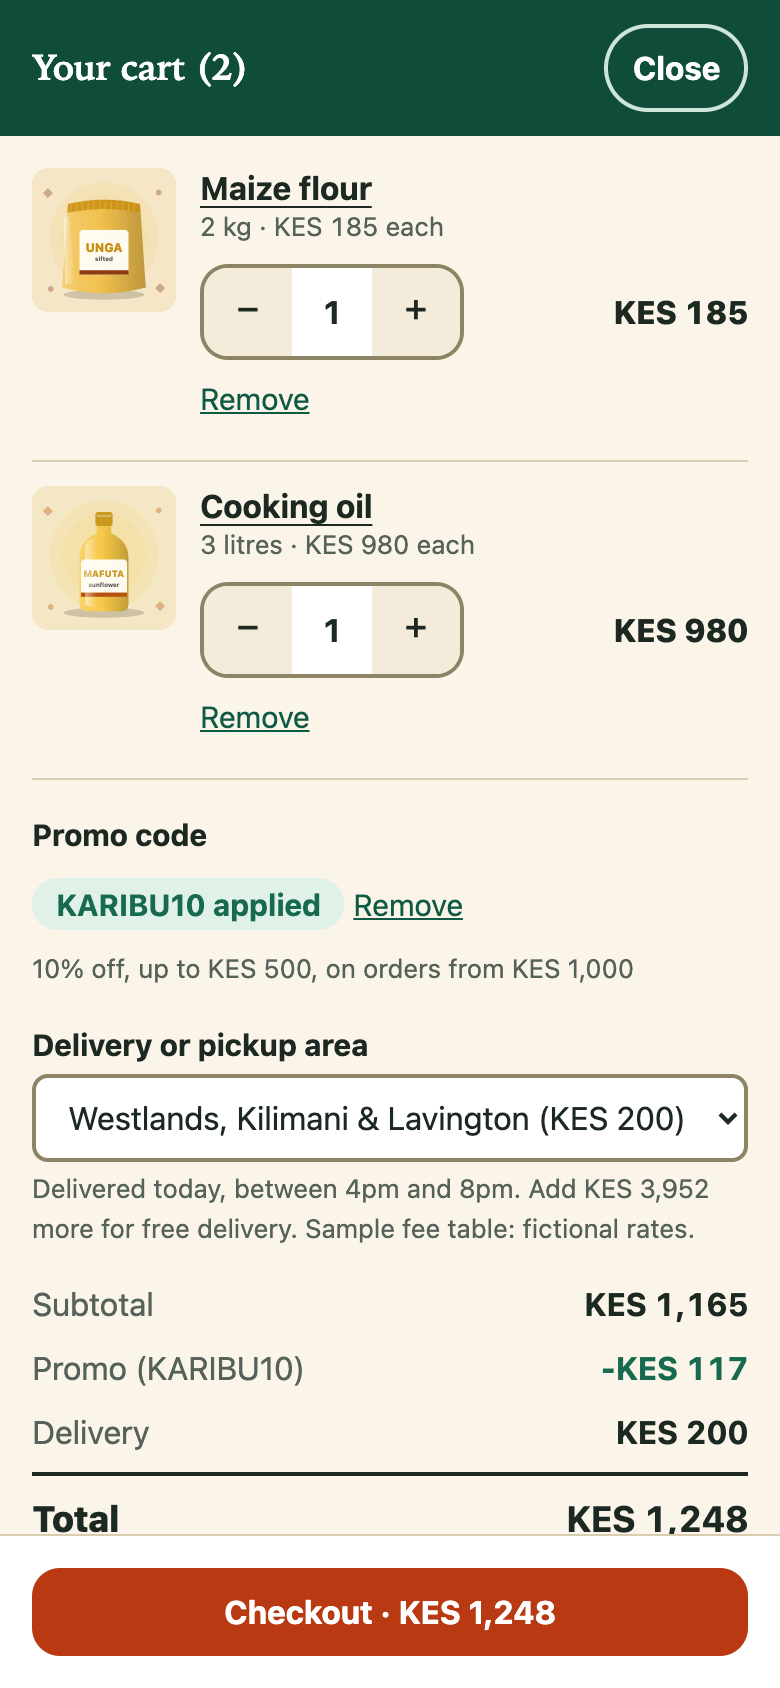 Your cart (2)
Close
UNGA
sifted
Maize flour
2 kg · KES 185 each
− 1 +
KES 185
Remove
MAFUTA
sunflower
Cooking oil
3 litres · KES 980 each
− 1 +
KES 980
Remove
Promo code
KARIBU10 applied Remove
10% off, up to KES 500, on orders from KES 1,000
Delivery or pickup area
Westlands, Kilimani & Lavington (KES 200)
Delivered today, between 4pm and 8pm. Add KES 3,952
more for free delivery. Sample fee table: fictional rates.
Subtotal KES 1,165
Promo (KARIBU10) -KES 117
Delivery KES 200
Total KES 1,248
Checkout · KES 1,248